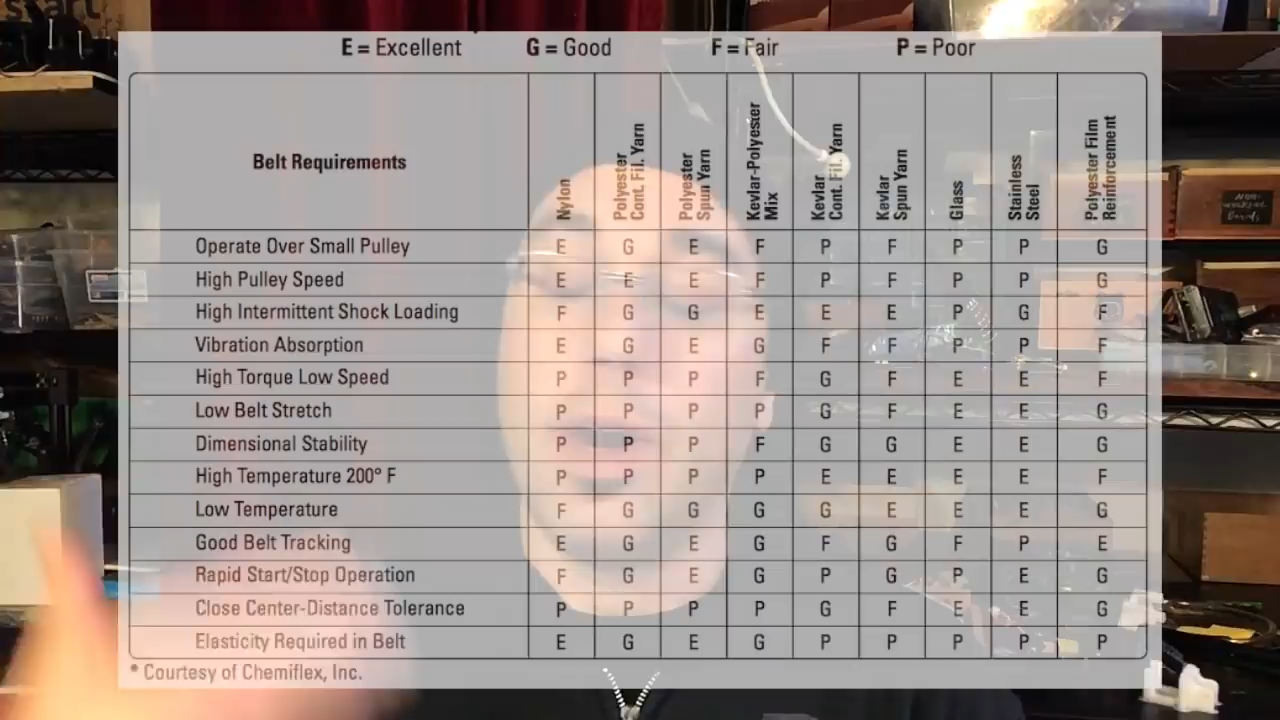 start
E = Excellent G = Good F = Fair P = Poor
Belt Requirements Nylon Polyester Cont. Fil. Yarn Polyester Spun Yarn Kevlar-Polyester Mix Kevlar Cont. Fil. Yarn Kevlar Spun Yarn Glass Stainless Steel Polyester Film Reinforcement
Operate Over Small Pulley E G E F P F P P G
High Pulley Speed E E E F P F P P G
High Intermittent Shock Loading F G G E E E P G F
Vibration Absorption E G E G F F P P F
High Torque Low Speed P P P F G F E E F
Low Belt Stretch P P P P G F E E G
Dimensional Stability P P P F G G E E G
High Temperature 200° F P P P P E E E E F
Low Temperature F G G G G E E E G
Good Belt Tracking E G E G F G F P E
Rapid Start/Stop Operation F G E G P G P E G
Close Center-Distance Tolerance P P P P G F E E G
Elasticity Required in Belt E G E G P P P P P
* Courtesy of Chemiflex, Inc.